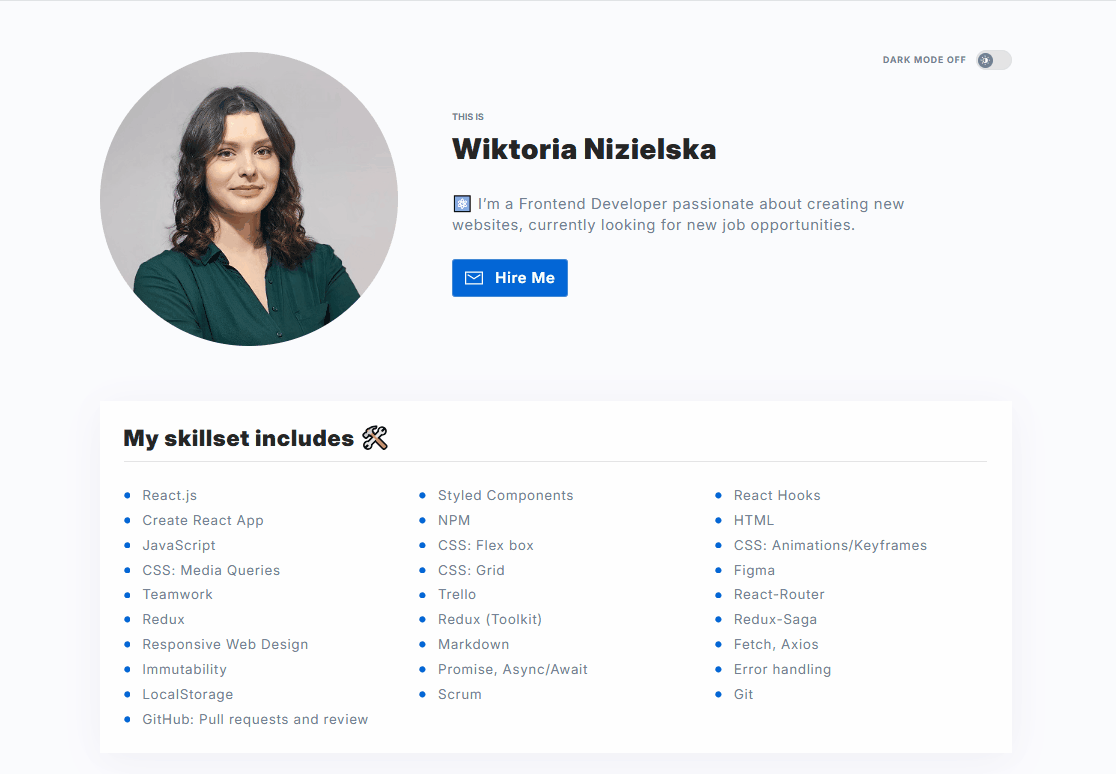 DARK MODE OFF
THIS IS
Wiktoria Nizielska
I’m a Frontend Developer passionate about creating new
websites, currently looking for new job opportunities.
Hire Me
My skillset includes
React.js
Styled Components
React Hooks
Create React App
NPM
HTML
JavaScript
CSS: Flex box
CSS: Animations/Keyframes
CSS: Media Queries
CSS: Grid
Figma
Teamwork
Trello
React-Router
Redux
Redux (Toolkit)
Redux-Saga
Responsive Web Design
Markdown
Fetch, Axios
Immutability
Promise, Async/Await
Error handling
LocalStorage
Scrum
Git
GitHub: Pull requests and review